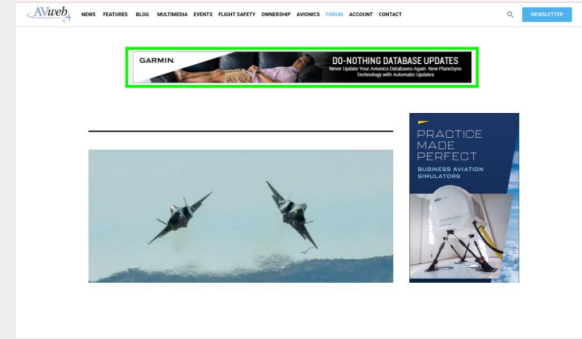 AVweb
NEWS FEATURES BLOG MULTIMEDIA EVENTS FLIGHT SAFETY OWNERSHIP AVIONICS FORUM ACCOUNT CONTACT
NEWSLETTER
GARMIN.
DO-NOTHING DATABASE UPDATES
Never Update Your Avionics Databases Again. New PlaneSync
Technology with Automatic Updates
PRACTICE
MADE
PERFECT
BUSINESS AVIATION
SIMULATORS